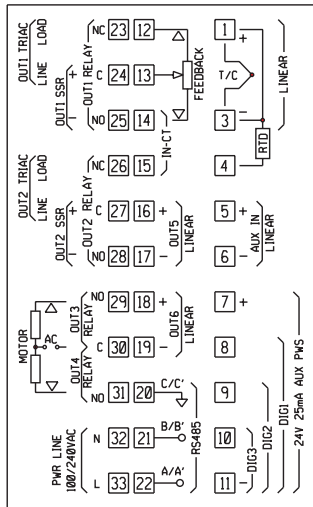 OUT1 TRIAC
LINE LOAD
OUT1 SSR
+ -
OUT1 RELAY
NC 23 12
C 24 13
NO 25 14
FEEDBACK
IN-CT
1 +
T/C
3 -
RTD
4
LINEAR
OUT2 TRIAC
LINE LOAD
OUT2 SSR
+ -
OUT2 RELAY
NC 26 15
C 27 16 +
NO 28 17 -
OUT5
LINEAR
5 +
6 -
AUX IN
LINEAR
MOTOR
AC
OUT3
RELAY
OUT4
RELAY
NO 29 18 +
C 30 19 -
NO 31 20 C/C'
OUT6
LINEAR
PWR LINE
100/240VAC
N 32 21 B/B'
L 33 22 A/A'
RS485
7 +
8
9
10
11 -
DIG3
DIG2
DIG1
24V 25mA AUX PWS